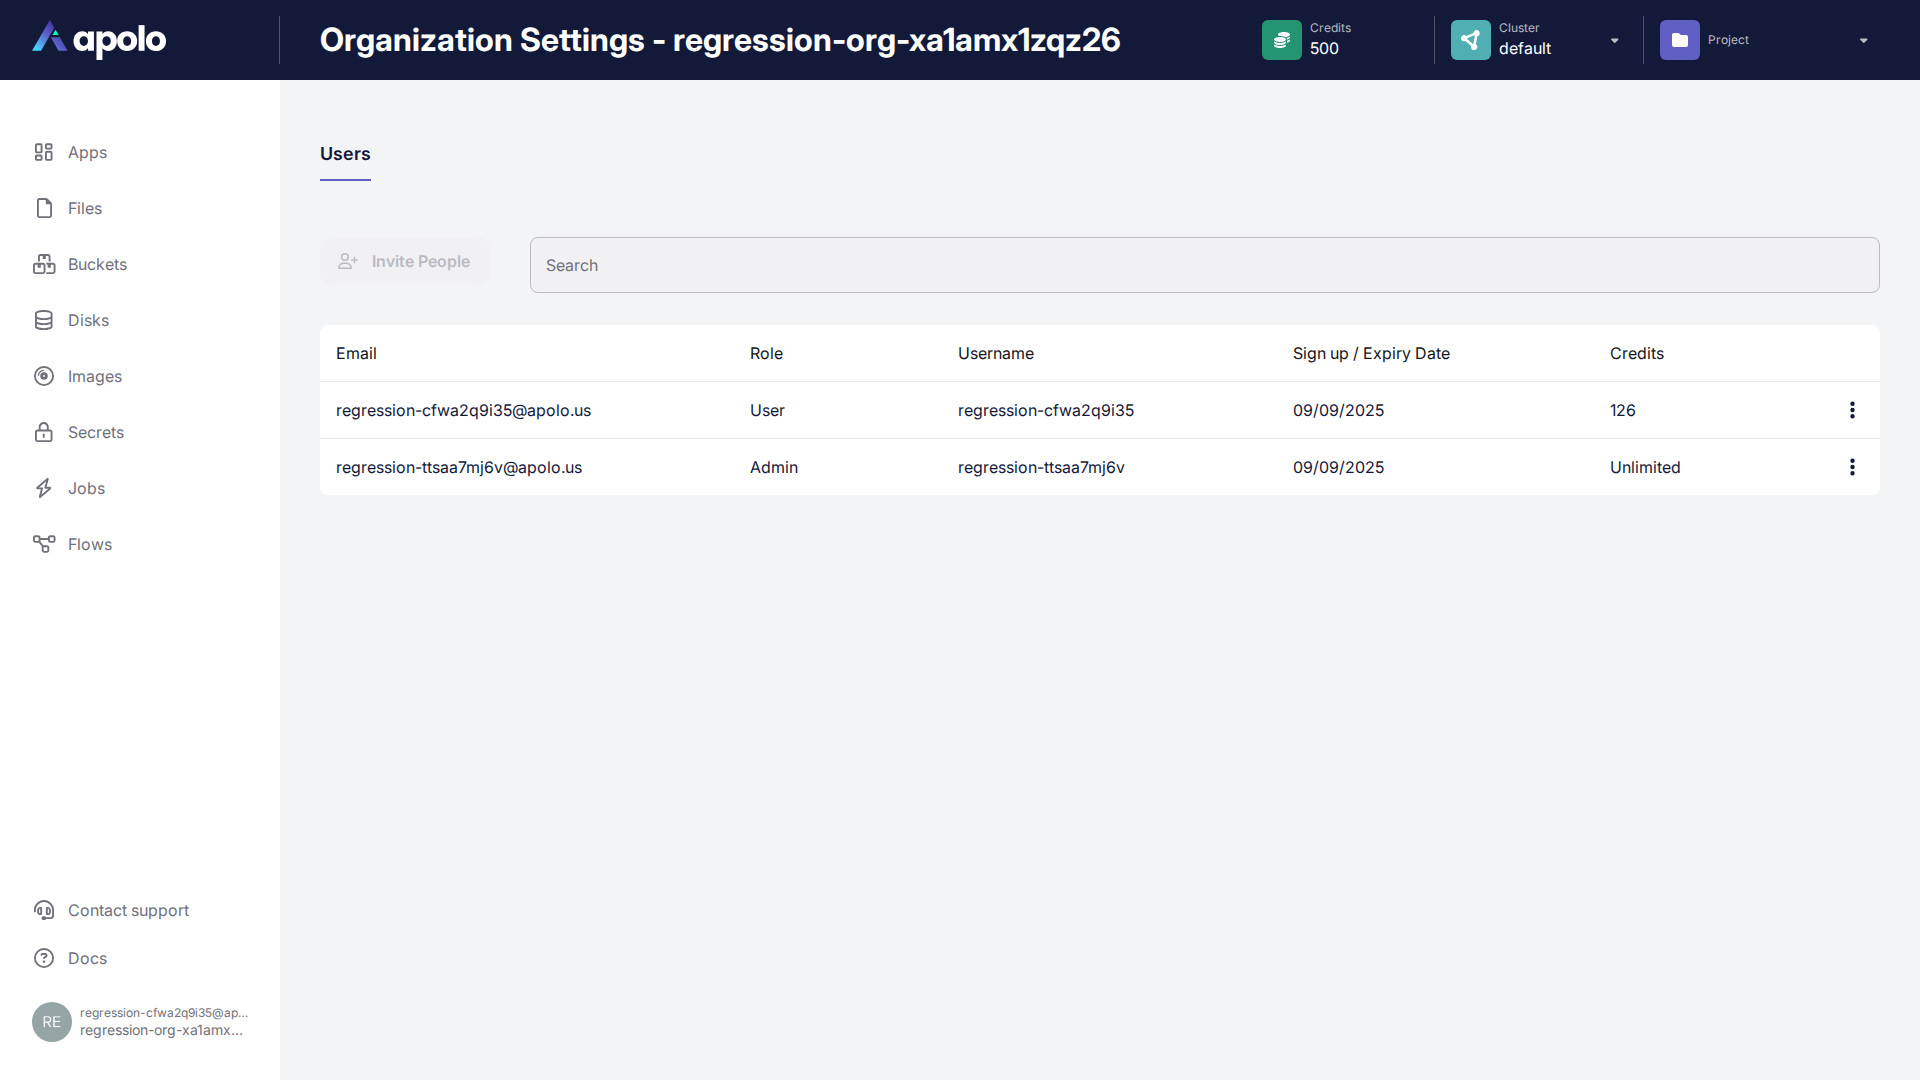 apolo
Organization Settings - regression-org-xa1amx1zqz26
Credits
500
Cluster
default
Project
Apps
Files
Buckets
Disks
Images
Secrets
Jobs
Flows
Users
Invite People
Search
Email Role Username Sign up / Expiry Date Credits
regression-cfwa2q9i35@apolo.us User regression-cfwa2q9i35 09/09/2025 126
regression-ttsaa7mj6v@apolo.us Admin regression-ttsaa7mj6v 09/09/2025 Unlimited
Contact support
Docs
RE
regression-cfwa2q9i35@ap...
regression-org-xa1amx...